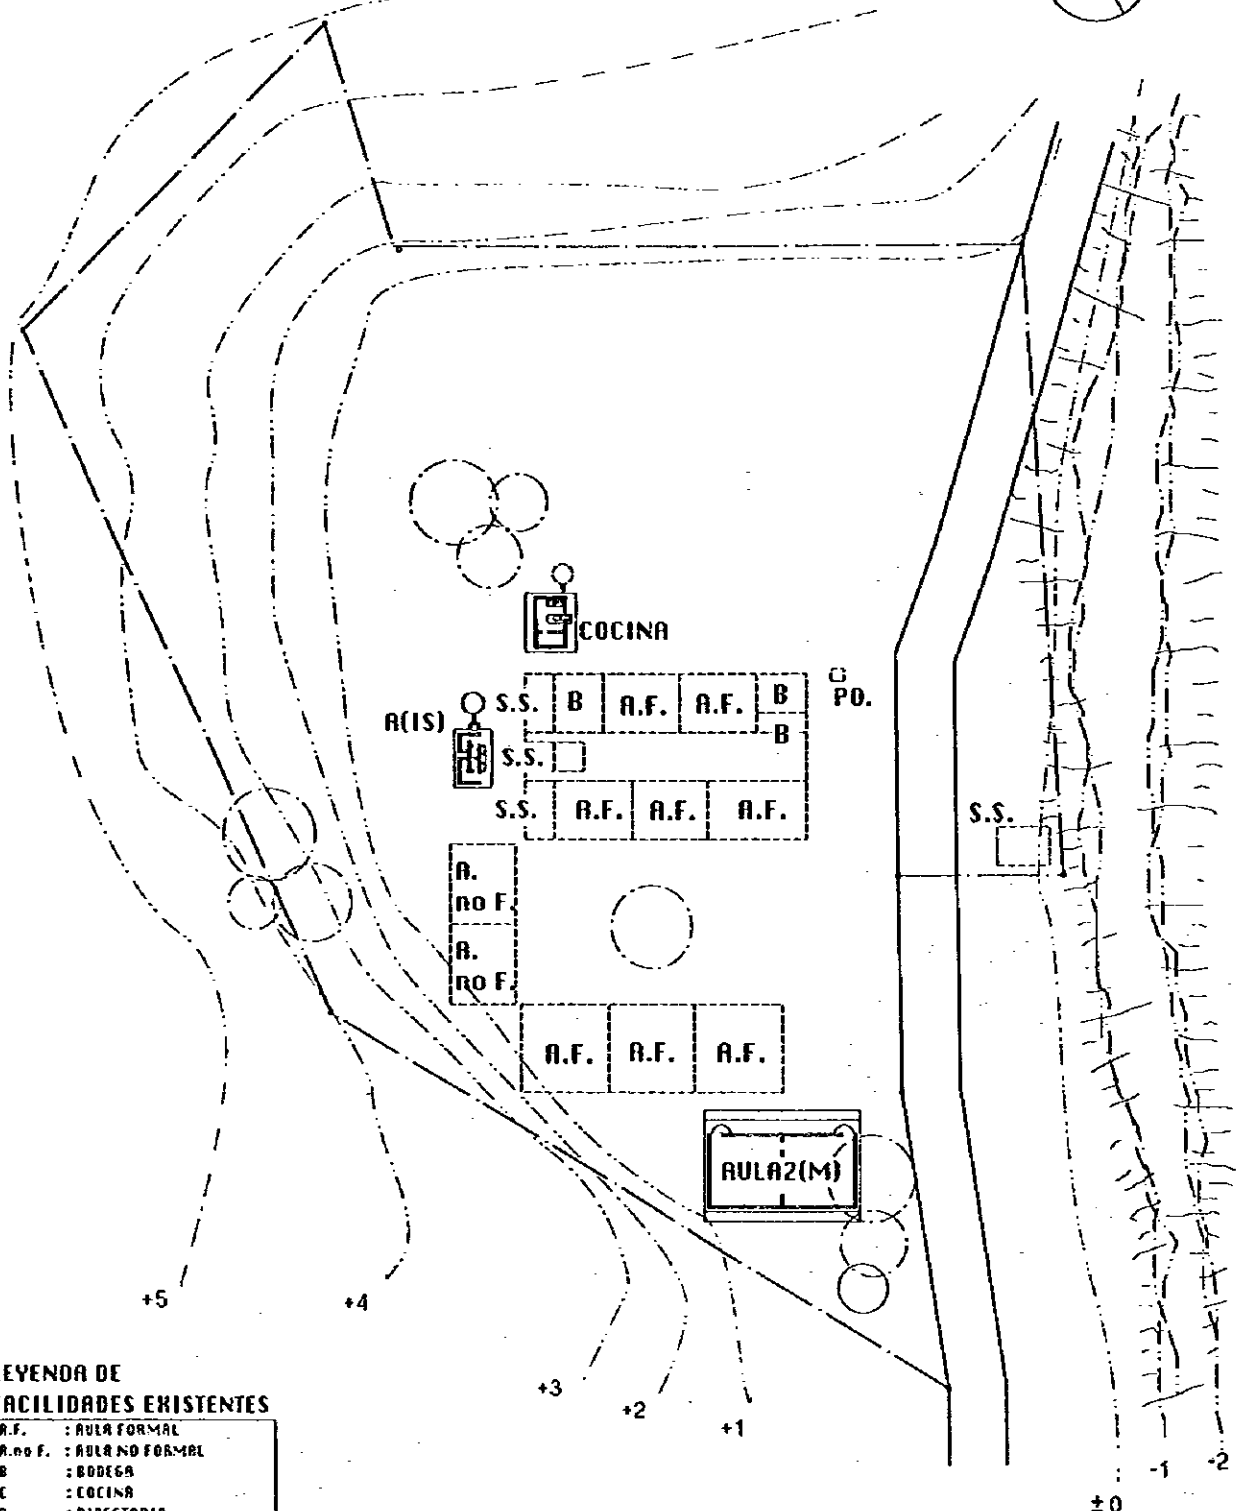 COCINA
S.S. B A.F. A.F. B PO.
A(IS)
B
S.S.
S.S. A.F. A.F. A.F.
S.S.
A.
no F.
A.
no F.
A.F. A.F. A.F.
AULA2(M)
+5
+4
+3
+2
+1
-1
-2
±0
EYENDA DE
ACILIDADES EXISTENTES
A.F. : AULA FORMAL
A.no F. : AULA NO FORMAL
B : BODEGA
C : COCINA